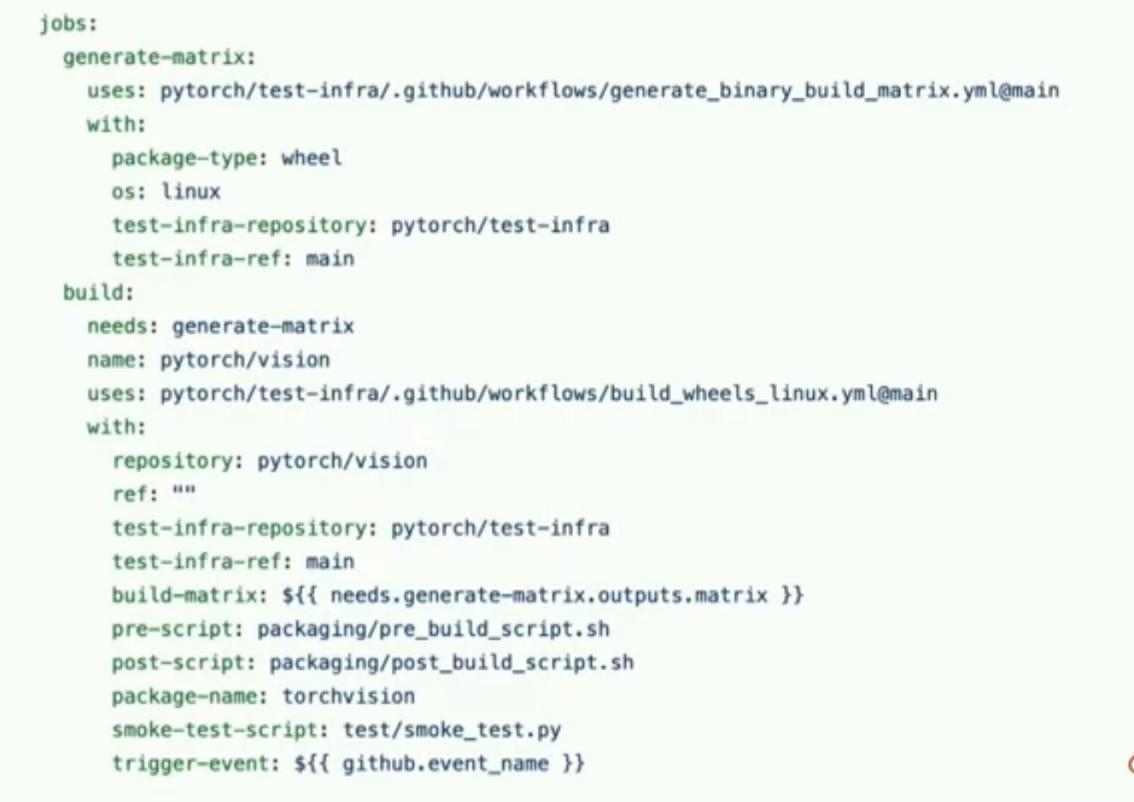 jobs:
  generate-matrix:
    uses: pytorch/test-infra/.github/workflows/generate_binary_build_matrix.yml@main
    with:
      package-type: wheel
      os: linux
      test-infra-repository: pytorch/test-infra
      test-infra-ref: main
  build:
    needs: generate-matrix
    name: pytorch/vision
    uses: pytorch/test-infra/.github/workflows/build_wheels_linux.yml@main
    with:
      repository: pytorch/vision
      ref: ""
      test-infra-repository: pytorch/test-infra
      test-infra-ref: main
      build-matrix: ${{ needs.generate-matrix.outputs.matrix }}
      pre-script: packaging/pre_build_script.sh
      post-script: packaging/post_build_script.sh
      package-name: torchvision
      smoke-test-script: test/smoke_test.py
      trigger-event: ${{ github.event_name }}